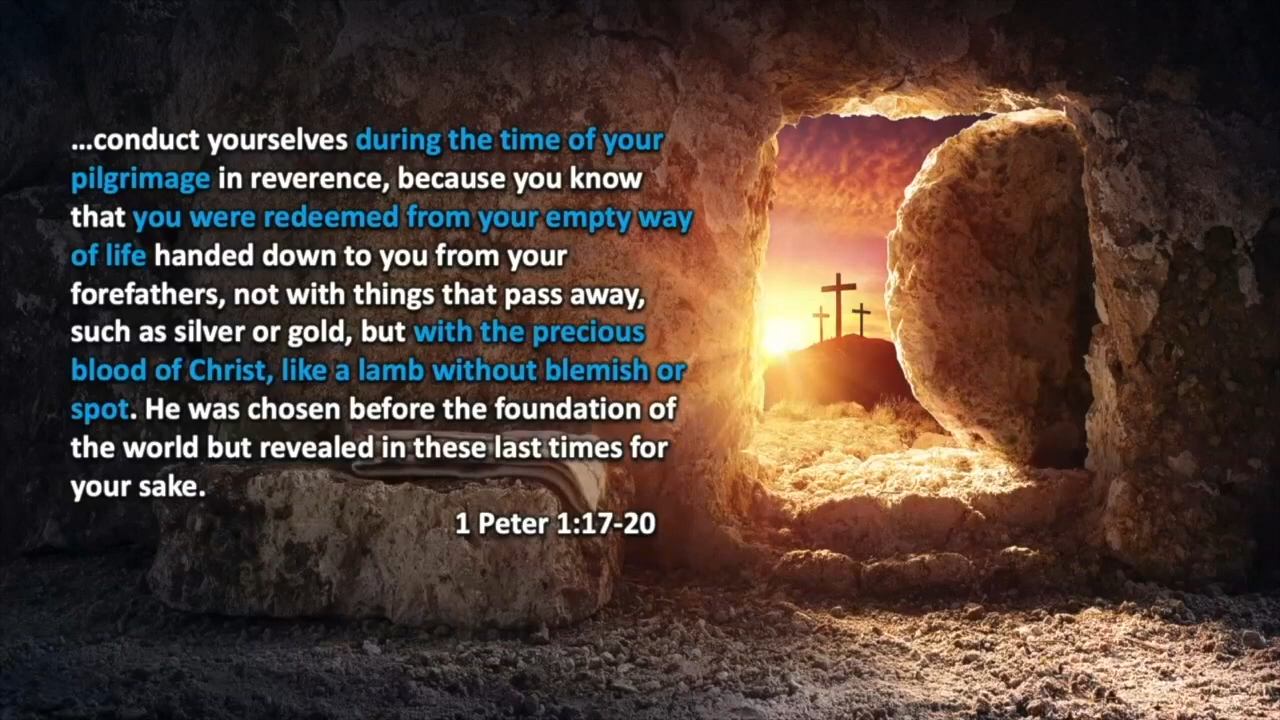 ...conduct yourselves during the time of your
pilgrimage in reverence, because you know
that you were redeemed from your empty way
of life handed down to you from your
forefathers, not with things that pass away,
such as silver or gold, but with the precious
blood of Christ, like a lamb without blemish or
spot. He was chosen before the foundation of
the world but revealed in these last times for
your sake.
1 Peter 1:17-20